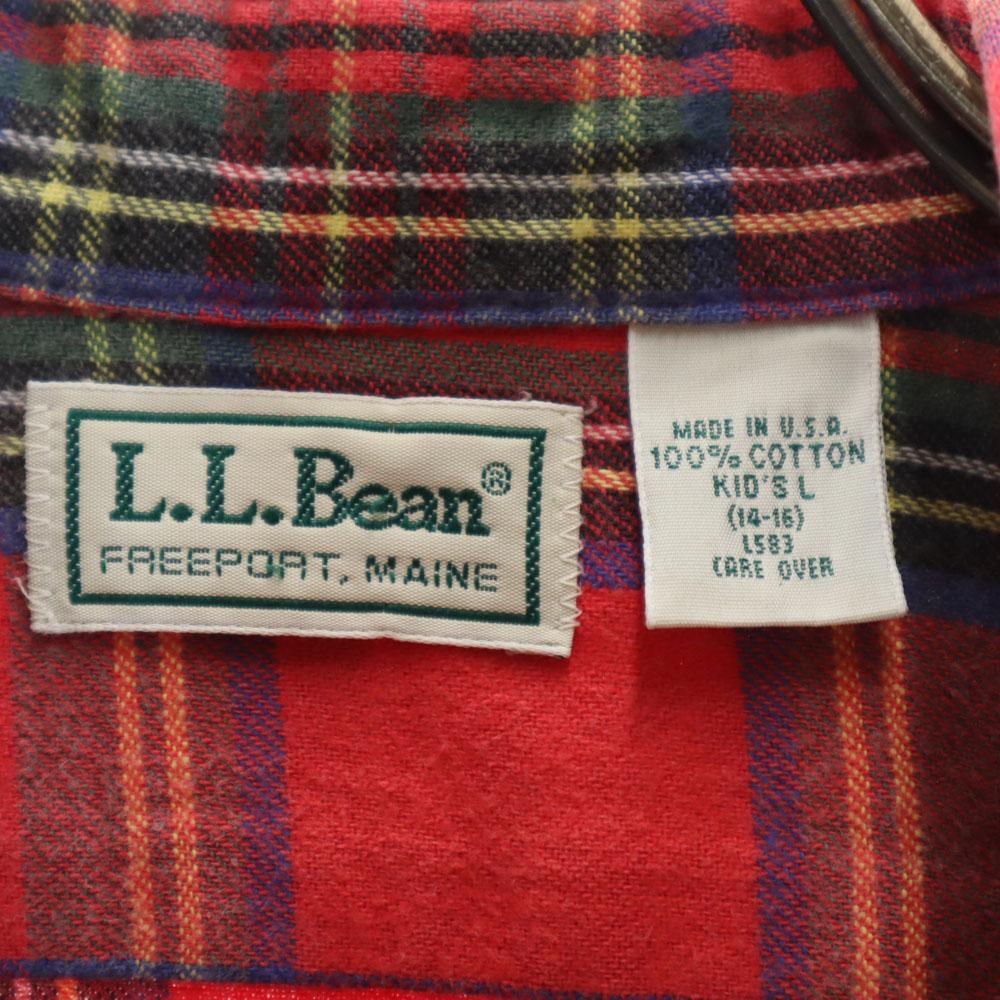 L.L.Bean®
FREEPORT, MAINE
MADE IN U.S.A.
100% COTTON
KID'S L
(14-16)
L583
CARE OVER